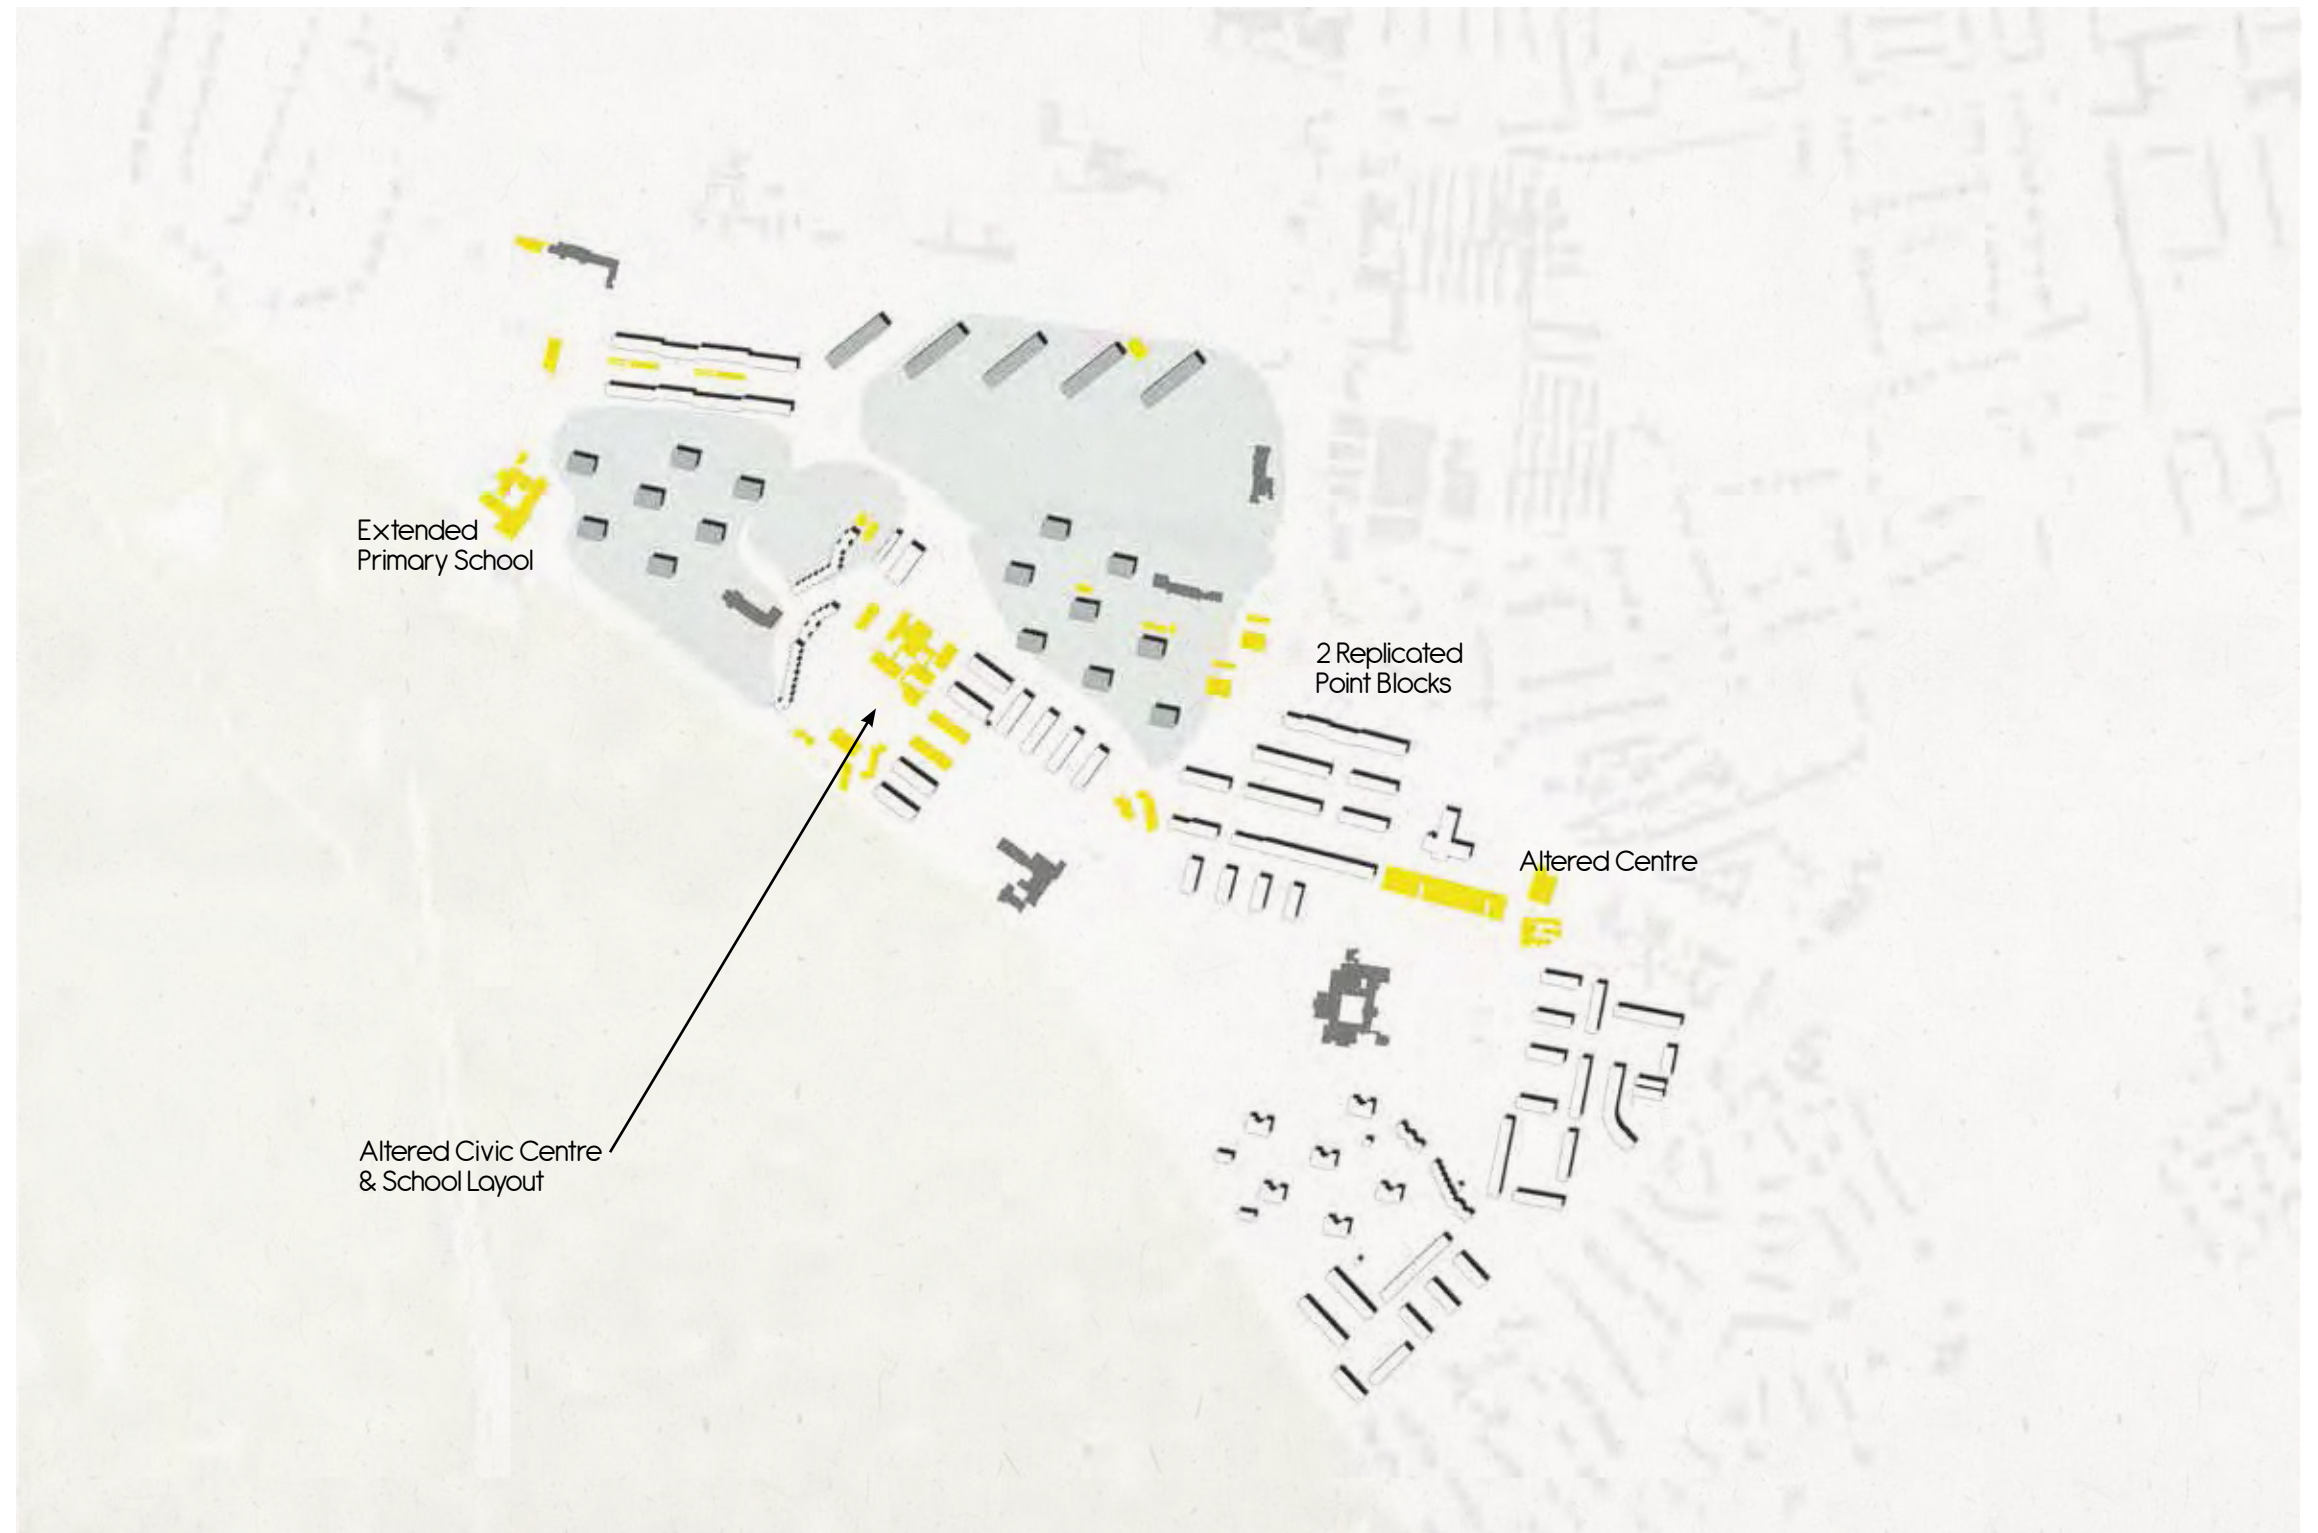 Extended
Primary School
2 Replicated
Point Blocks
Altered Centre
Altered Civic Centre
& School Layout